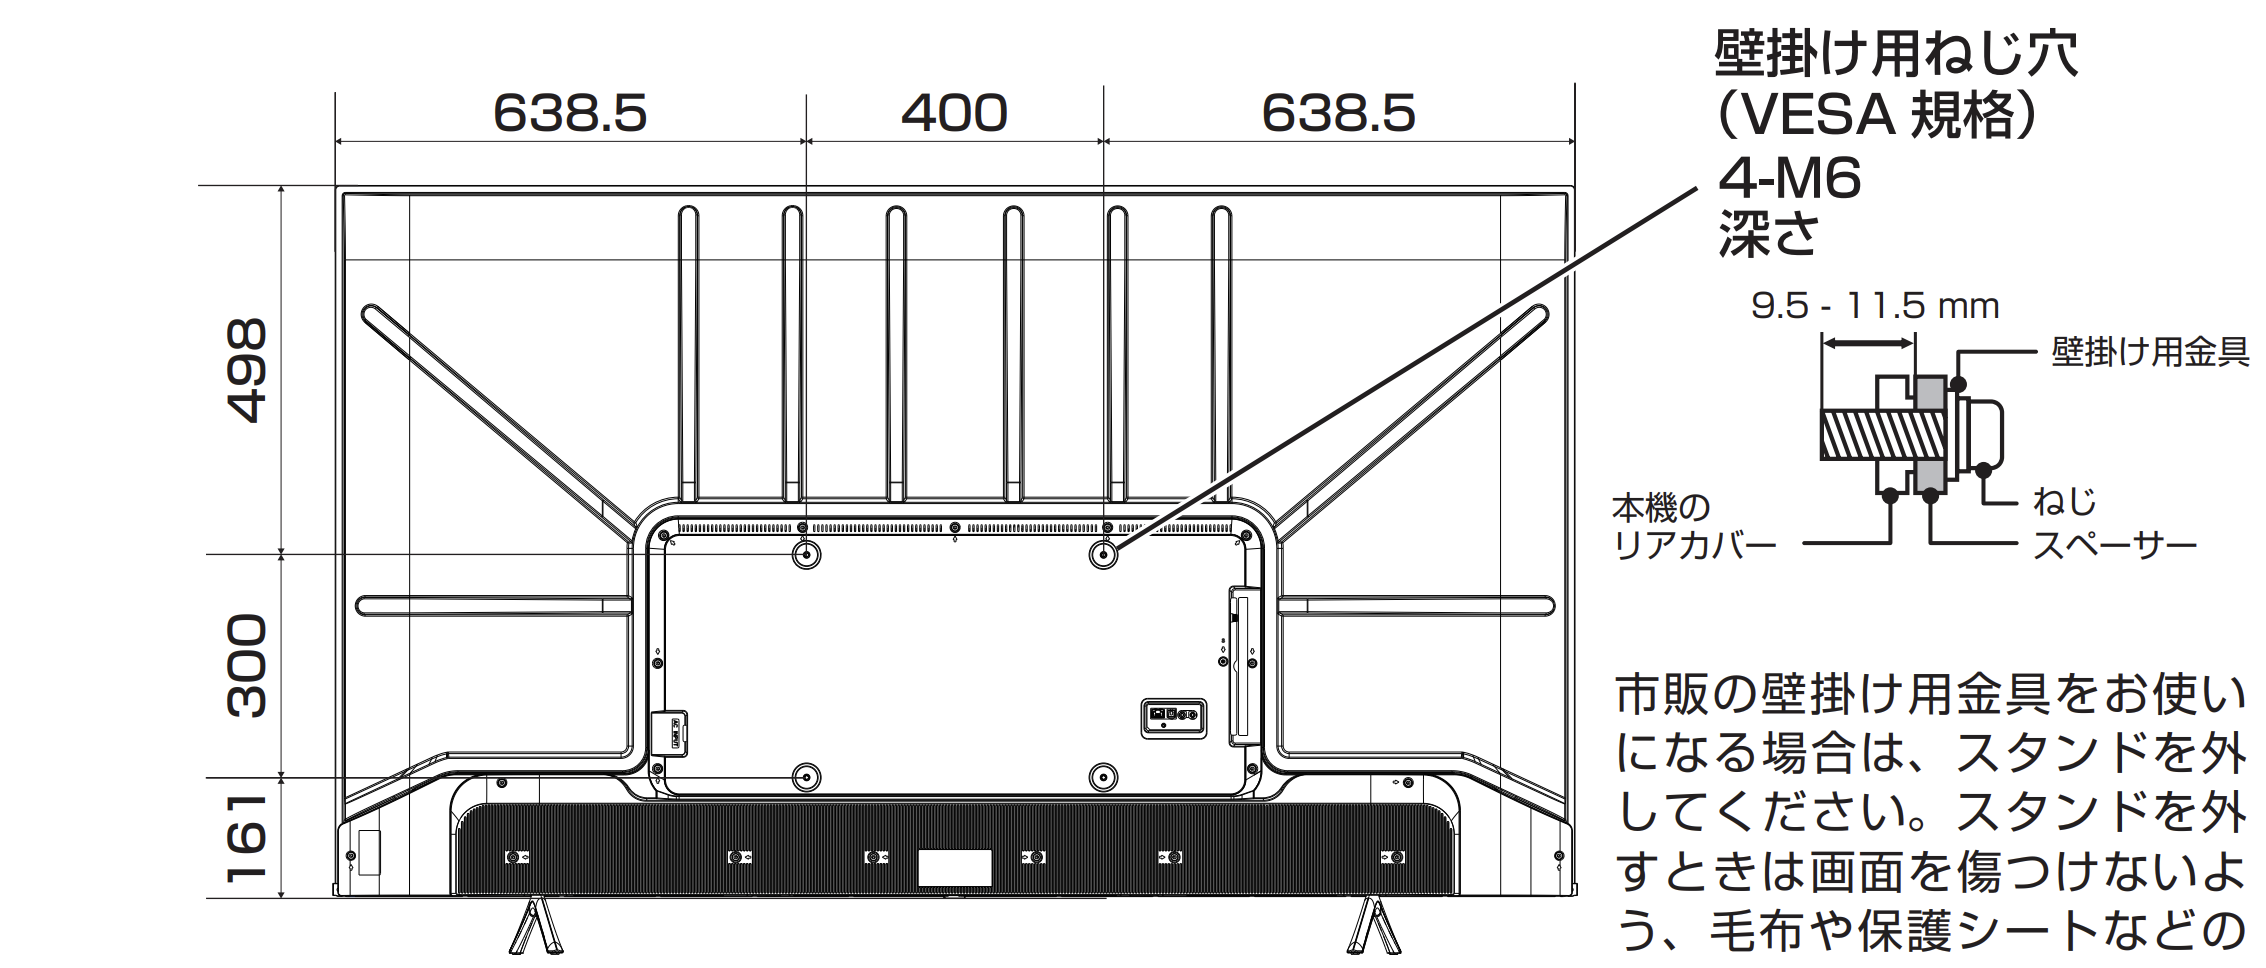 638.5
400
638.5
498
300
161
AC INPUT
壁掛け用ねじ穴
（VESA 規格）
4-M6
深さ
9.5 - 11.5 mm
壁掛け用金具
本機の
リアカバー
ねじ
スペーサー
市販の壁掛け用金具をお使い
になる場合は、スタンドを外
してください。スタンドを外
すときは画面を傷つけないよ
う、毛布や保護シートなどの